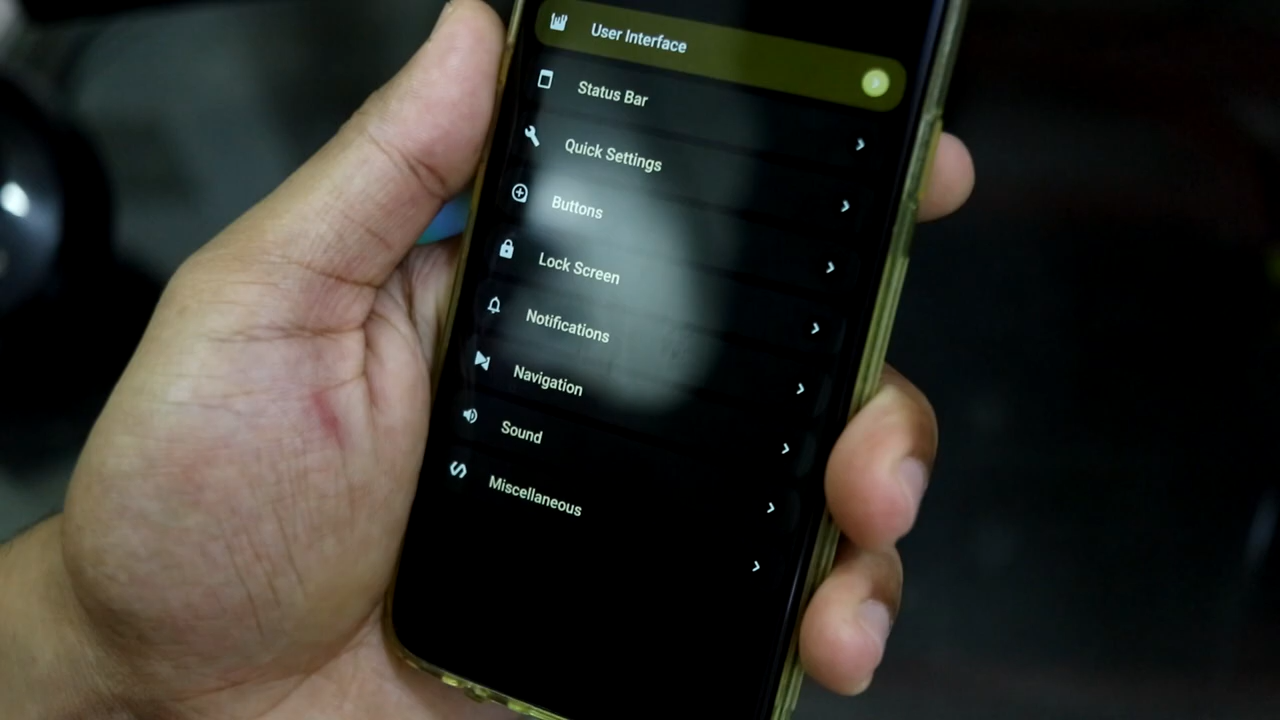 User Interface
Status Bar
Quick Settings
Buttons
Lock Screen
Notifications
Navigation
Sound
Miscellaneous